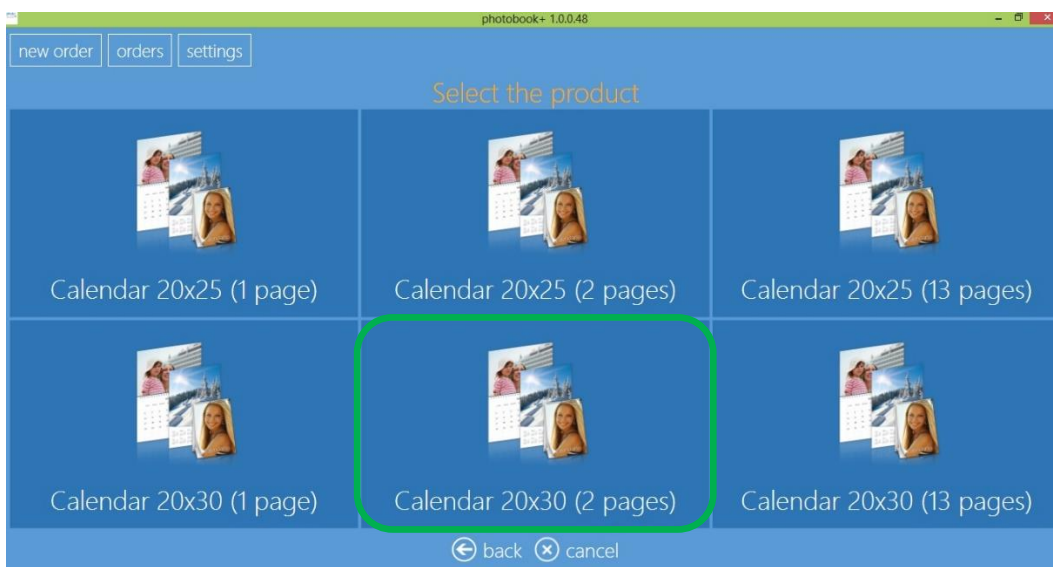 photobook+ 1.0.0.48
new order orders settings
Select the product
Calendar 20x25 (1 page) Calendar 20x25 (2 pages) Calendar 20x25 (13 pages)
Calendar 20x30 (1 page) Calendar 20x30 (2 pages) Calendar 20x30 (13 pages)
back cancel